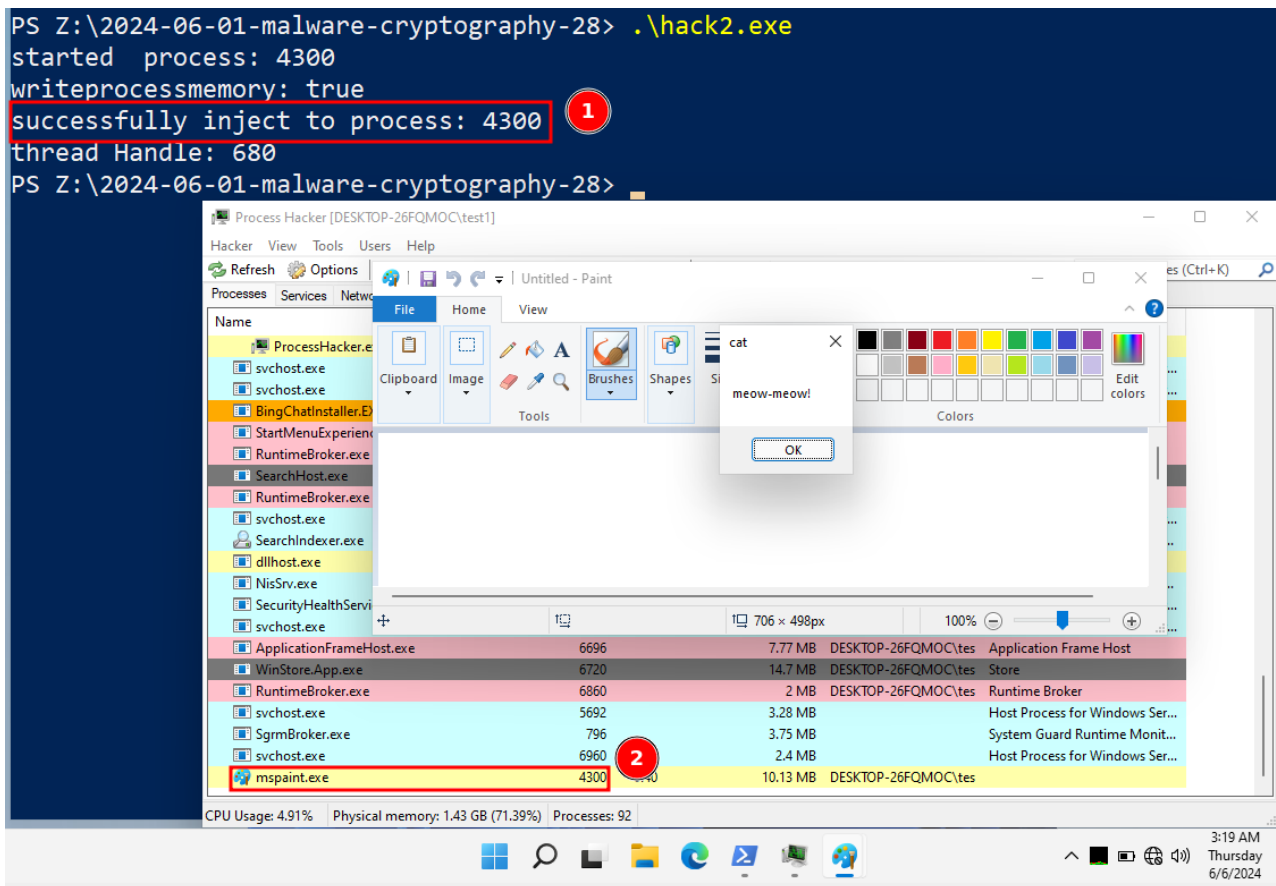 PS Z:\2024-06-01-malware-cryptography-28> .\hack2.exe
started  process: 4300
writeprocessmemory: true
successfully inject to process: 4300
1
thread Handle: 680
PS Z:\2024-06-01-malware-cryptography-28>
Process Hacker [DESKTOP-26FQMOC\test1]
Hacker View Tools Users Help
Refresh Options
es (Ctrl+K)
Processes Services Netwo
Name
Untitled - Paint
File Home View
Clipboard Image
Tools
Brushes Shapes Si
Colors
Edit
colors
cat
meow-meow!
OK
706 × 498px 100%
ProcessHacker.e
svchost.exe
svchost.exe
BingChatInstaller.EX
StartMenuExperienc
RuntimeBroker.exe
SearchHost.exe
RuntimeBroker.exe
svchost.exe
SearchIndexer.exe
dllhost.exe
NisSrv.exe
SecurityHealthServi
svchost.exe
ApplicationFrameHost.exe 6696 7.77 MB DESKTOP-26FQMOC\tes Application Frame Host
WinStore.App.exe 6720 14.7 MB DESKTOP-26FQMOC\tes Store
RuntimeBroker.exe 6860 2 MB DESKTOP-26FQMOC\tes Runtime Broker
svchost.exe 5692 3.28 MB Host Process for Windows Ser...
SgrmBroker.exe 796 3.75 MB System Guard Runtime Monit...
svchost.exe 6960 2.4 MB Host Process for Windows Ser...
2
mspaint.exe 4300 10.13 MB DESKTOP-26FQMOC\tes
CPU Usage: 4.91% Physical memory: 1.43 GB (71.39%) Processes: 92
3:19 AM
Thursday
6/6/2024